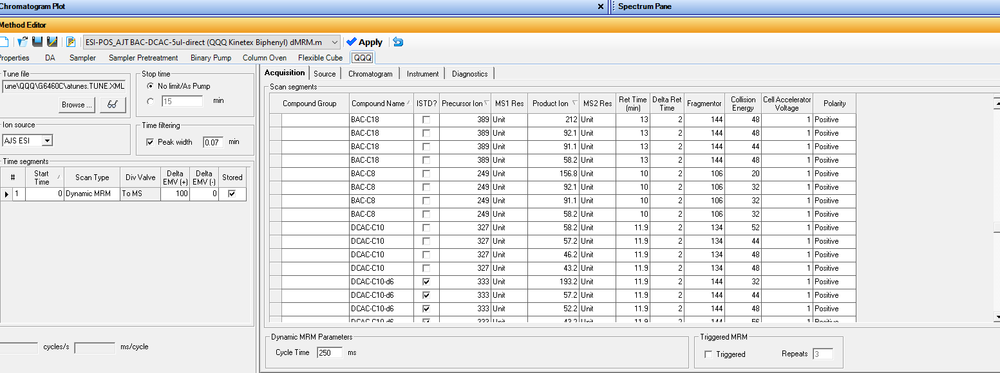 Chromatogram Plot
Spectrum Pane
Method Editor
ESI-POS_AJT BAC-DCAC-5ul-direct (QQQ Kinetex Biphenyl) dMRM.m Apply
roperties DA Sampler Sampler Pretreatment Binary Pump Column Oven Flexible Cube QQQ
Tune file
une\QQQ\G6460C\atunes.TUNE.XML
Browse ...
Stop time
No limit/As Pump
15 min
Ion source
AJS ESI
Time filtering
Peak width 0.07 min
Time segments
# Start Time Scan Type Div Valve Delta EMV (+) Delta EMV (-) Stored
1 0 Dynamic MRM To MS 100 0
cycles/s ms/cycle
Acquisition Source Chromatogram Instrument Diagnostics
Scan segments
Compound Group Compound Name ISTD? Precursor Ion MS1 Res Product Ion MS2 Res Ret Time (min) Delta Ret Time Fragmentor Collision Energy Cell Accelerator Voltage Polarity
BAC-C18 389 Unit 212 Unit 13 2 144 48 1 Positive
BAC-C18 389 Unit 92.1 Unit 13 2 144 48 1 Positive
BAC-C18 389 Unit 91.1 Unit 13 2 144 44 1 Positive
BAC-C18 389 Unit 58.2 Unit 13 2 144 48 1 Positive
BAC-C8 249 Unit 156.8 Unit 10 2 106 20 1 Positive
BAC-C8 249 Unit 92.1 Unit 10 2 106 32 1 Positive
BAC-C8 249 Unit 91.1 Unit 10 2 106 32 1 Positive
BAC-C8 249 Unit 58.2 Unit 10 2 106 32 1 Positive
DCAC-C10 327 Unit 58.2 Unit 11.9 2 134 52 1 Positive
DCAC-C10 327 Unit 57.2 Unit 11.9 2 134 44 1 Positive
DCAC-C10 327 Unit 46.2 Unit 11.9 2 134 48 1 Positive
DCAC-C10 327 Unit 43.2 Unit 11.9 2 134 48 1 Positive
DCAC-C10-d6 333 Unit 193.2 Unit 11.9 2 144 32 1 Positive
DCAC-C10-d6 333 Unit 57.2 Unit 11.9 2 144 44 1 Positive
DCAC-C10-d6 333 Unit 52.2 Unit 11.9 2 144 48 1 Positive
DCAC-C10-d6 333 Unit 43.2 Unit 11.9 2 144 56 1 Positive
Dynamic MRM Parameters
Cycle Time 250 ms
Triggered MRM
Triggered Repeats 3